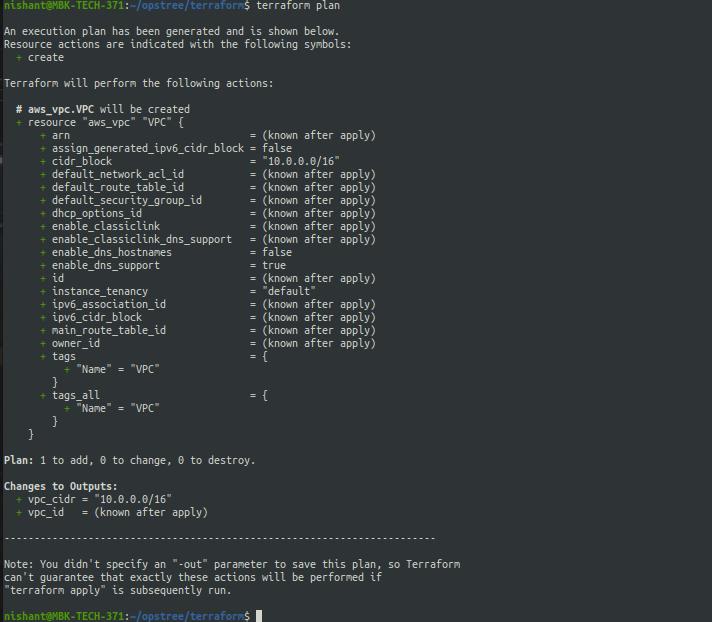 nishant@MBK-TECH-371:~/opstree/terraform$ terraform plan
An execution plan has been generated and is shown below.
Resource actions are indicated with the following symbols:
+ create
Terraform will perform the following actions:
# aws_vpc.VPC will be created
+ resource "aws_vpc" "VPC" {
+ arn = (known after apply)
+ assign_generated_ipv6_cidr_block = false
+ cidr_block = "10.0.0.0/16"
+ default_network_acl_id = (known after apply)
+ default_route_table_id = (known after apply)
+ default_security_group_id = (known after apply)
+ dhcp_options_id = (known after apply)
+ enable_classiclink = (known after apply)
+ enable_classiclink_dns_support = (known after apply)
+ enable_dns_hostnames = false
+ enable_dns_support = true
+ id = (known after apply)
+ instance_tenancy = "default"
+ ipv6_association_id = (known after apply)
+ ipv6_cidr_block = (known after apply)
+ main_route_table_id = (known after apply)
+ owner_id = (known after apply)
+ tags = {
+ "Name" = "VPC"
}
+ tags_all = {
+ "Name" = "VPC"
}
}
Plan: 1 to add, 0 to change, 0 to destroy.
Changes to Outputs:
+ vpc_cidr = "10.0.0.0/16"
+ vpc_id = (known after apply)
------------------------------------------------------------------------
Note: You didn't specify an "-out" parameter to save this plan, so Terraform
can't guarantee that exactly these actions will be performed if
"terraform apply" is subsequently run.
nishant@MBK-TECH-371:~/opstree/terraform$